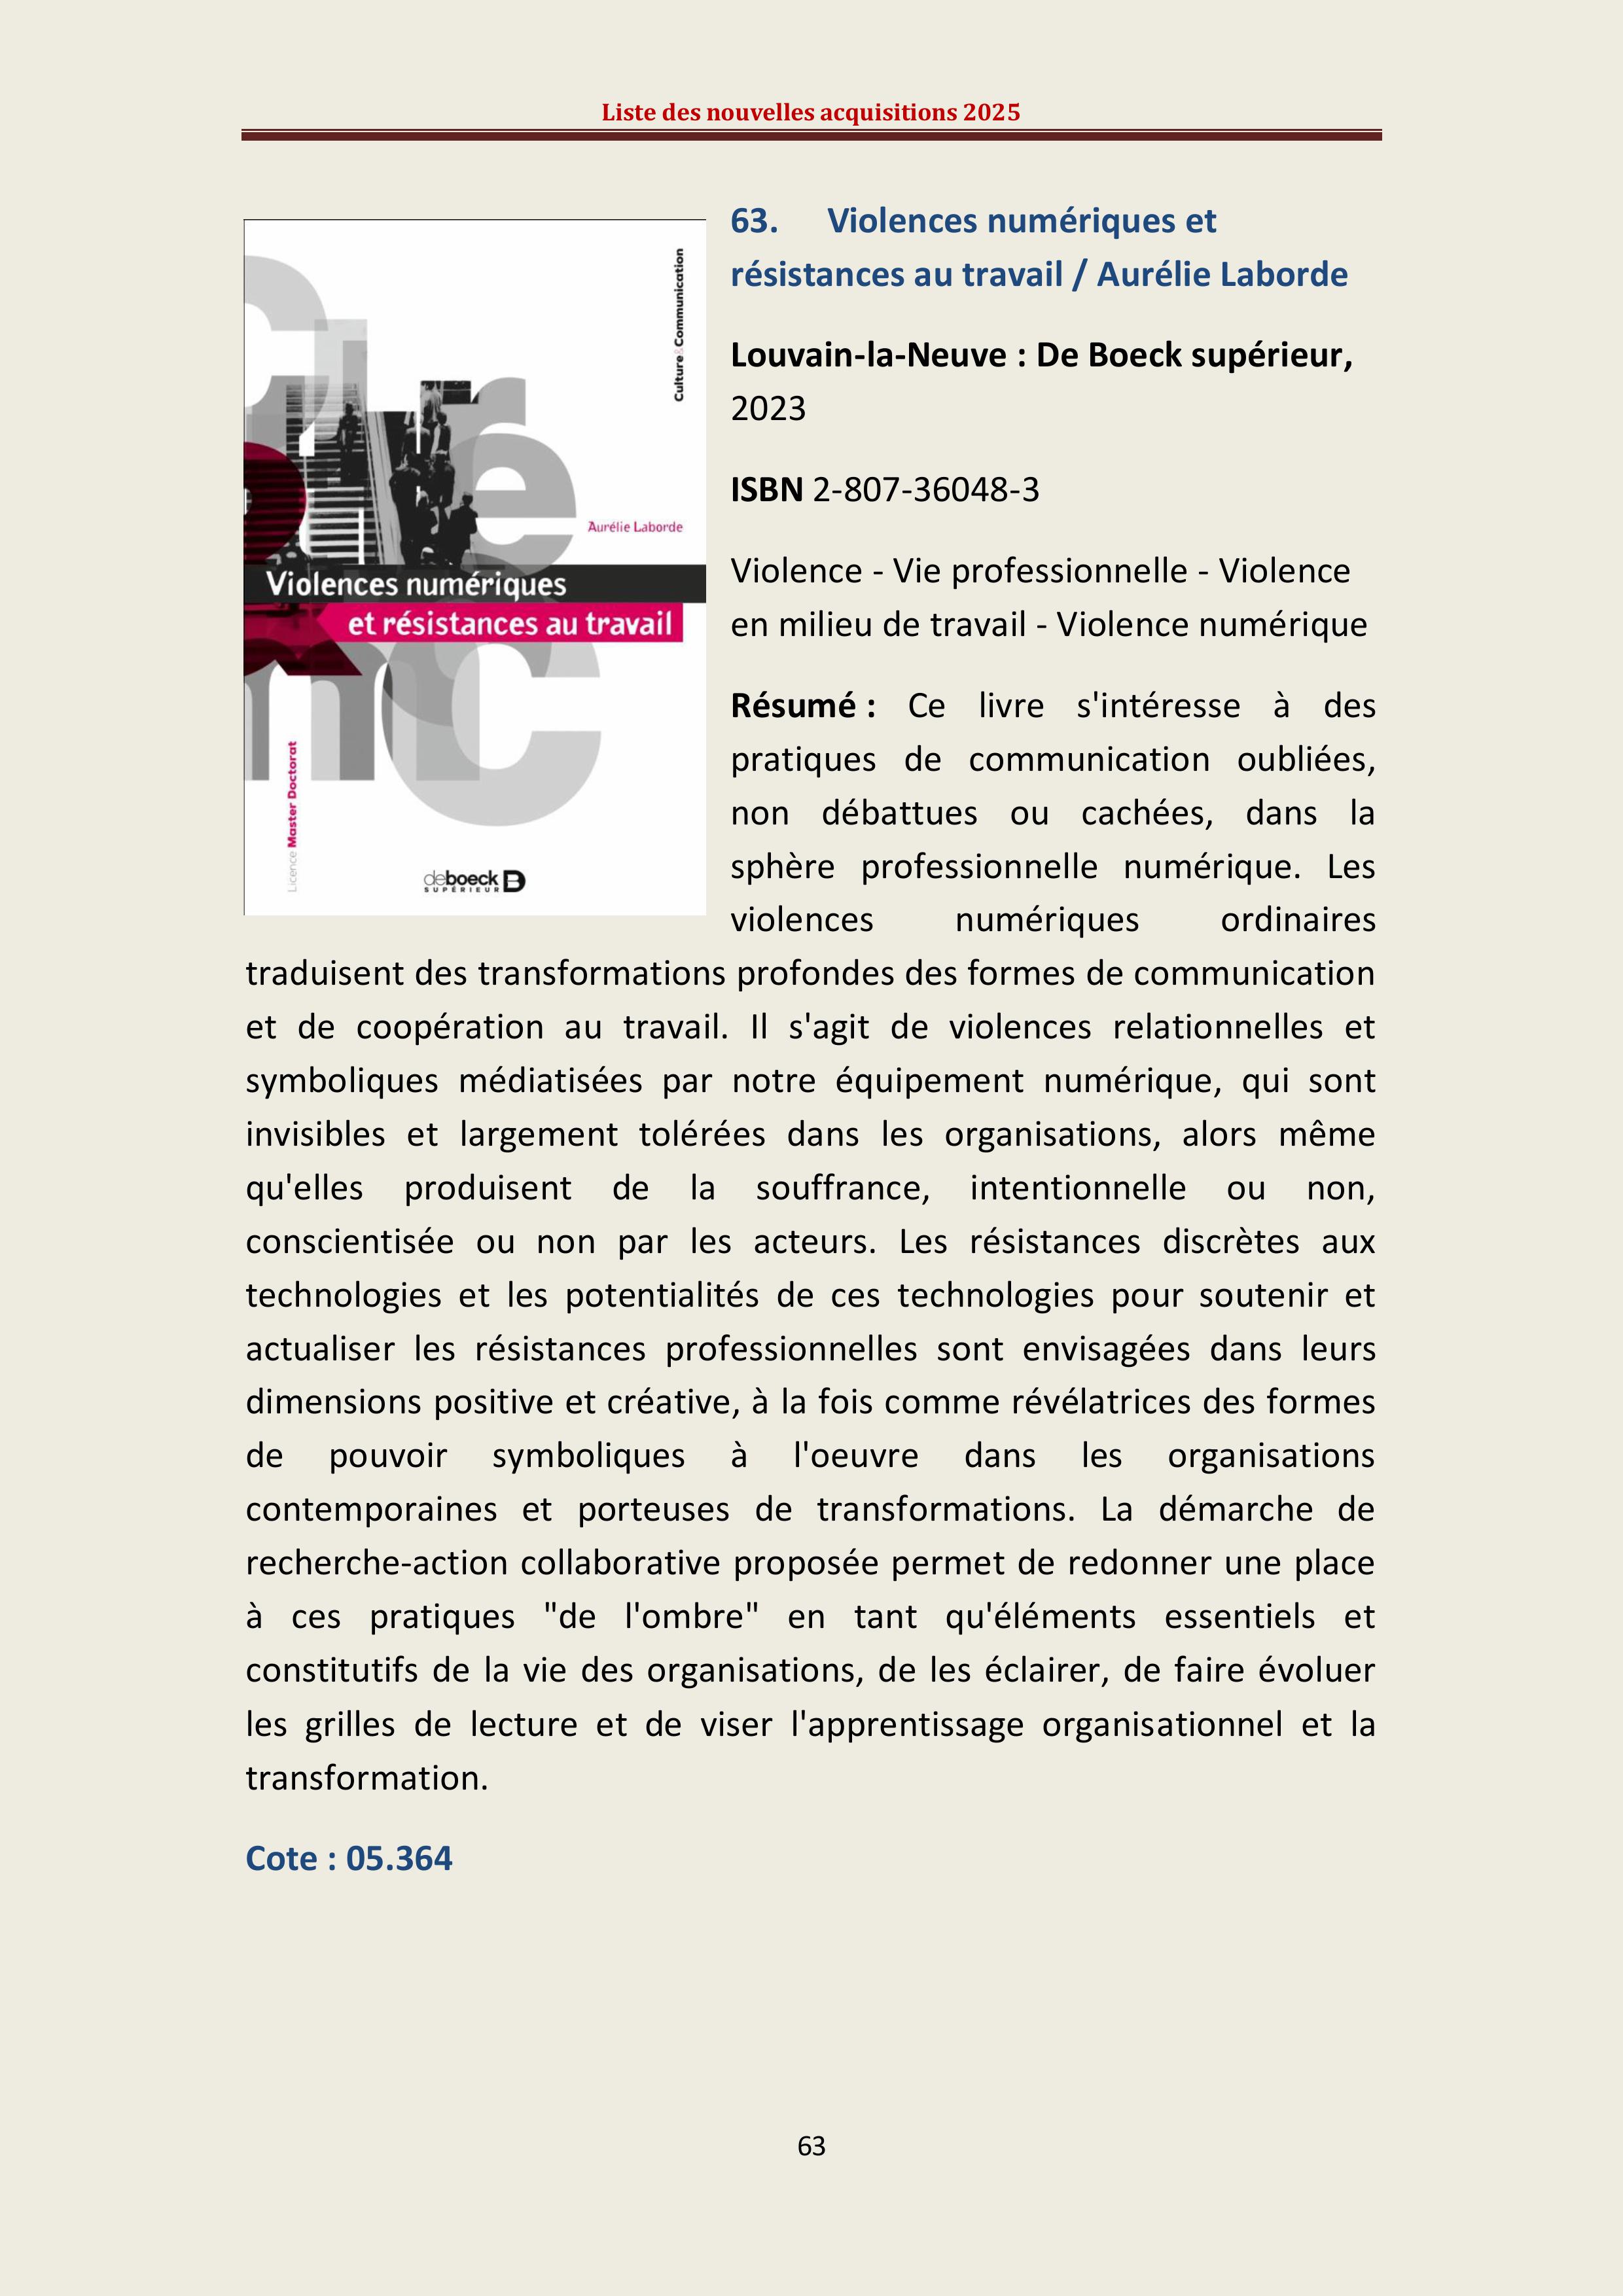 Liste des nouvelles acquisitions 2025
Culture&Communication
Aurélie Laborde
Violences numériques
et résistances au travail
Licence Master Doctorat
deboeck B
SUPÉRIEUR
63. Violences numériques et
résistances au travail / Aurélie Laborde
Louvain-la-Neuve : De Boeck supérieur,
2023
ISBN 2-807-36048-3
Violence - Vie professionnelle - Violence
en milieu de travail - Violence numérique
Résumé : Ce livre s'intéresse à des
pratiques de communication oubliées,
non débattues ou cachées, dans la
sphère professionnelle numérique. Les
violences numériques ordinaires
traduisent des transformations profondes des formes de communication
et de coopération au travail. Il s'agit de violences relationnelles et
symboliques médiatisées par notre équipement numérique, qui sont
invisibles et largement tolérées dans les organisations, alors même
qu'elles produisent de la souffrance, intentionnelle ou non,
conscientisée ou non par les acteurs. Les résistances discrètes aux
technologies et les potentialités de ces technologies pour soutenir et
actualiser les résistances professionnelles sont envisagées dans leurs
dimensions positive et créative, à la fois comme révélatrices des formes
de pouvoir symboliques à l'oeuvre dans les organisations
contemporaines et porteuses de transformations. La démarche de
recherche-action collaborative proposée permet de redonner une place
à ces pratiques "de l'ombre" en tant qu'éléments essentiels et
constitutifs de la vie des organisations, de les éclairer, de faire évoluer
les grilles de lecture et de viser l'apprentissage organisationnel et la
transformation.
Cote : 05.364
63